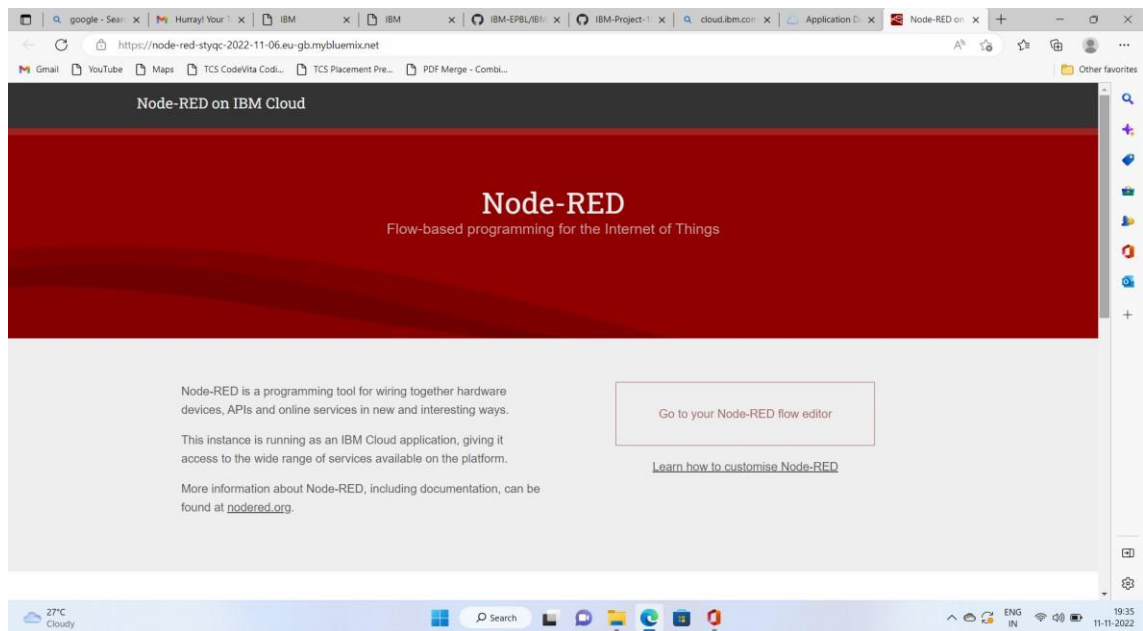 google - Sear
Hurray! Your T
IBM
IBM
IBM-EPBL/IBM
IBM-Project-1
cloud.ibm.com
Application D
Node-RED on
https://node-red-styqc-2022-11-06.eu-gb.mybluemix.net
Gmail YouTube Maps TCS CodeVita Codi... TCS Placement Pre... PDF Merge - Combi... Other favorites
Node-RED on IBM Cloud
Node-RED
Flow-based programming for the Internet of Things
Node-RED is a programming tool for wiring together hardware
devices, APIs and online services in new and interesting ways.
This instance is running as an IBM Cloud application, giving it
access to the wide range of services available on the platform.
More information about Node-RED, including documentation, can be
found at nodered.org.
Go to your Node-RED flow editor
Learn how to customise Node-RED
27°C
Cloudy
Search
ENG
IN
19:35
11-11-2022